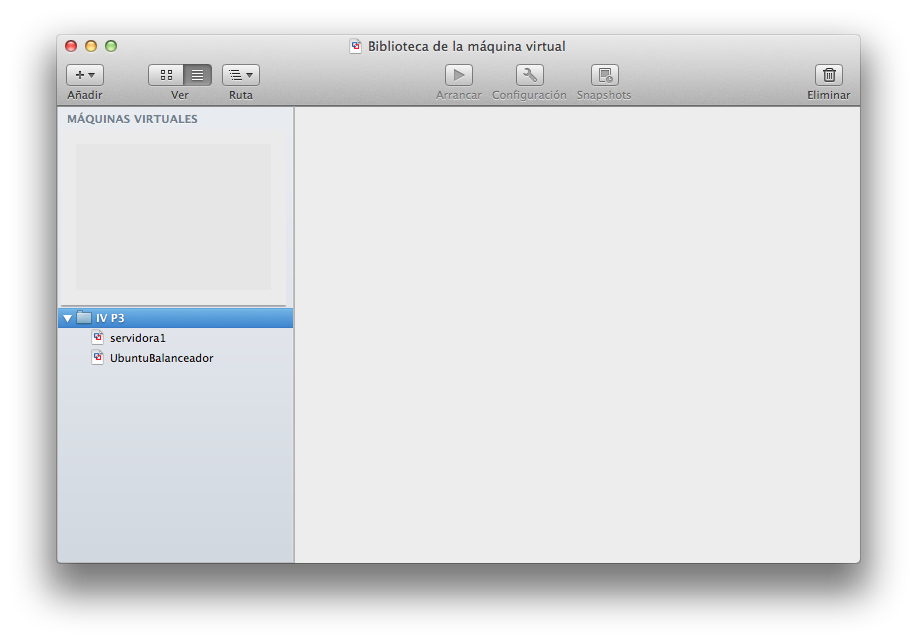 Biblioteca de la máquina virtual
Añadir
Ver
Ruta
Arrancar
Configuración
Snapshots
Eliminar
MÁQUINAS VIRTUALES
IV P3
servidora1
UbuntuBalanceador